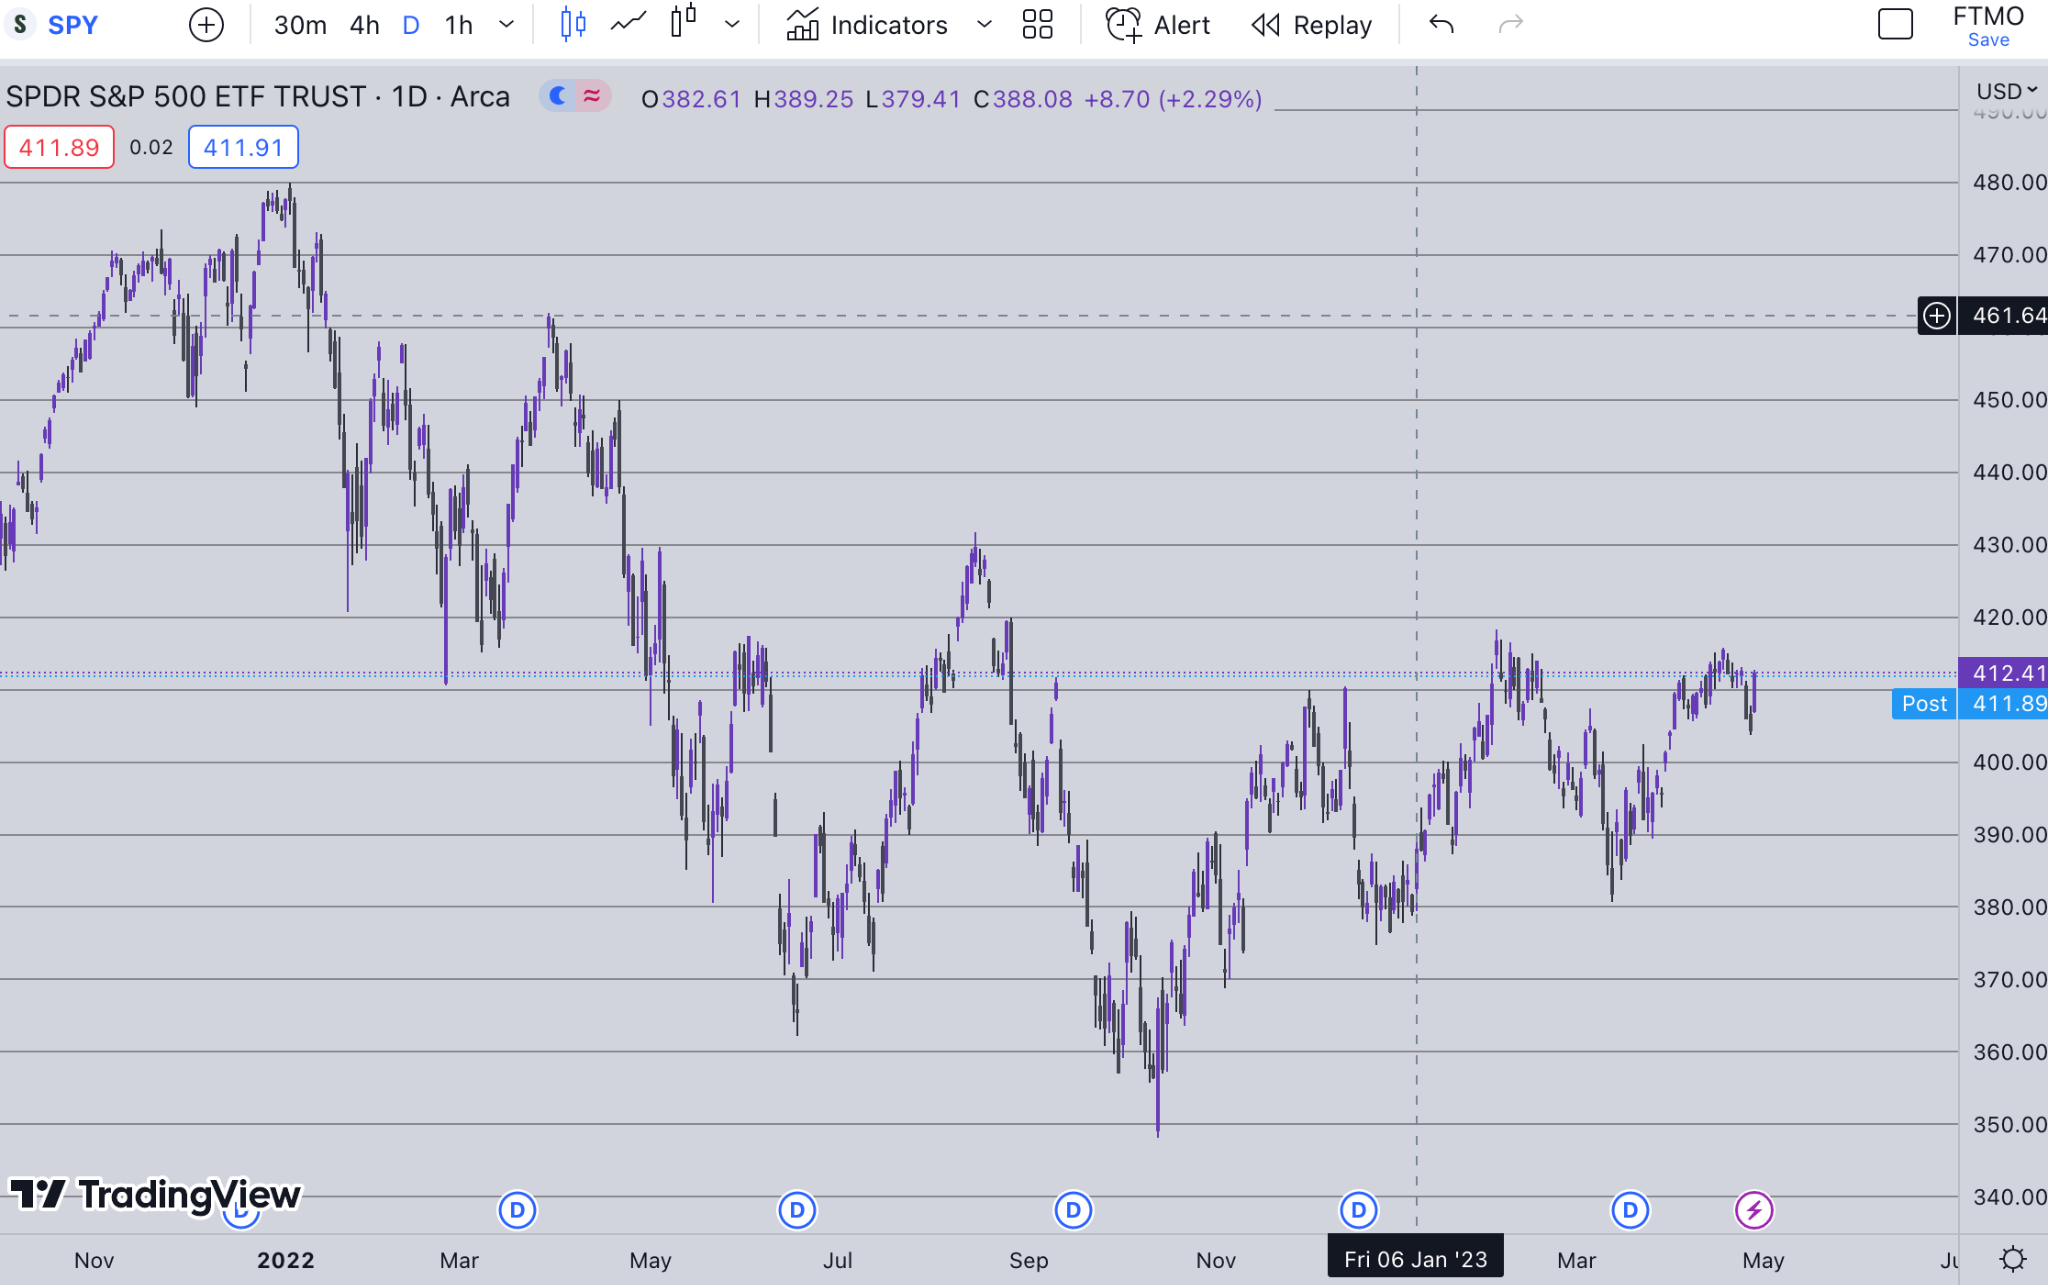 S SPY 30m 4h D 1h Indicators Alert Replay FTMO
Save
SPDR S&P 500 ETF TRUST · 1D · Arca O382.61 H389.25 L379.41 C388.08 +8.70 (+2.29%)
USD
490.00
411.89 0.02 411.91
480.00
470.00
461.64
450.00
440.00
430.00
420.00
412.41
Post 411.89
400.00
390.00
380.00
370.00
360.00
350.00
340.00
TradingView
D D D D D D
Nov 2022 Mar May Jul Sep Nov Fri 06 Jan '23 Mar May